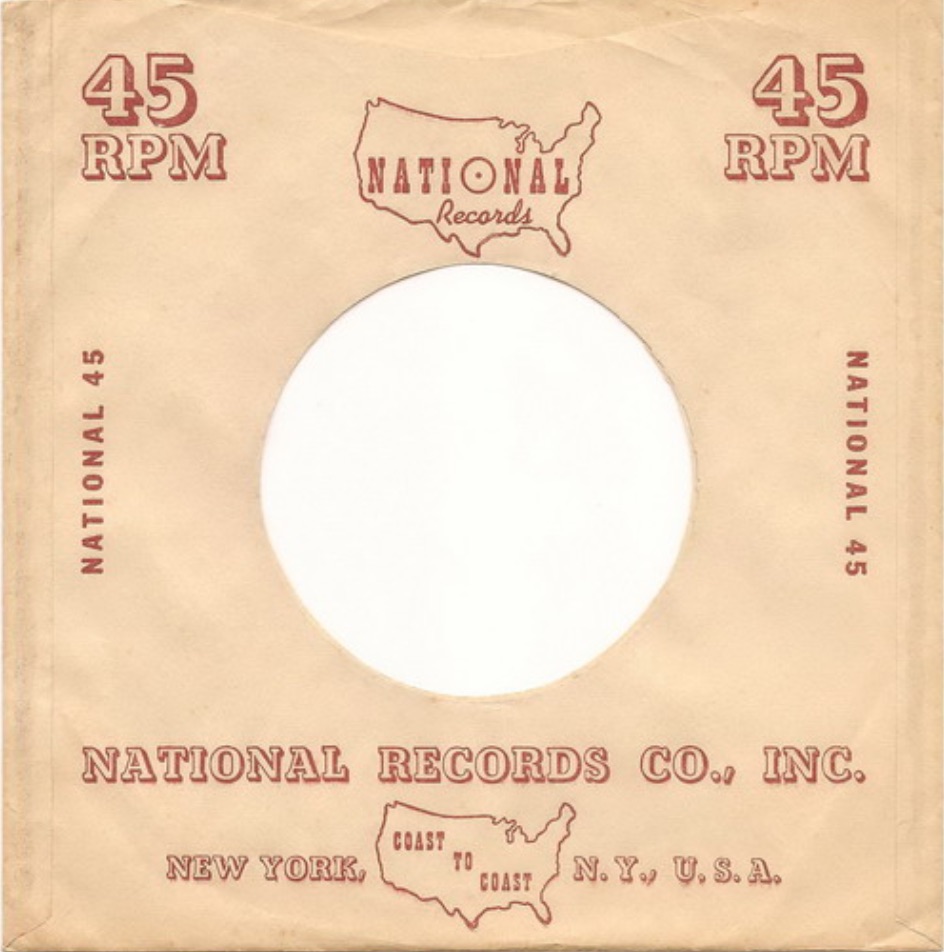 45
RPM
NATIONAL
Records
45
RPM
NATIONAL 45
NATIONAL 45
NATIONAL RECORDS CO., INC.
NEW YORK,
COAST
TO
COAST
N. Y., U. S. A.